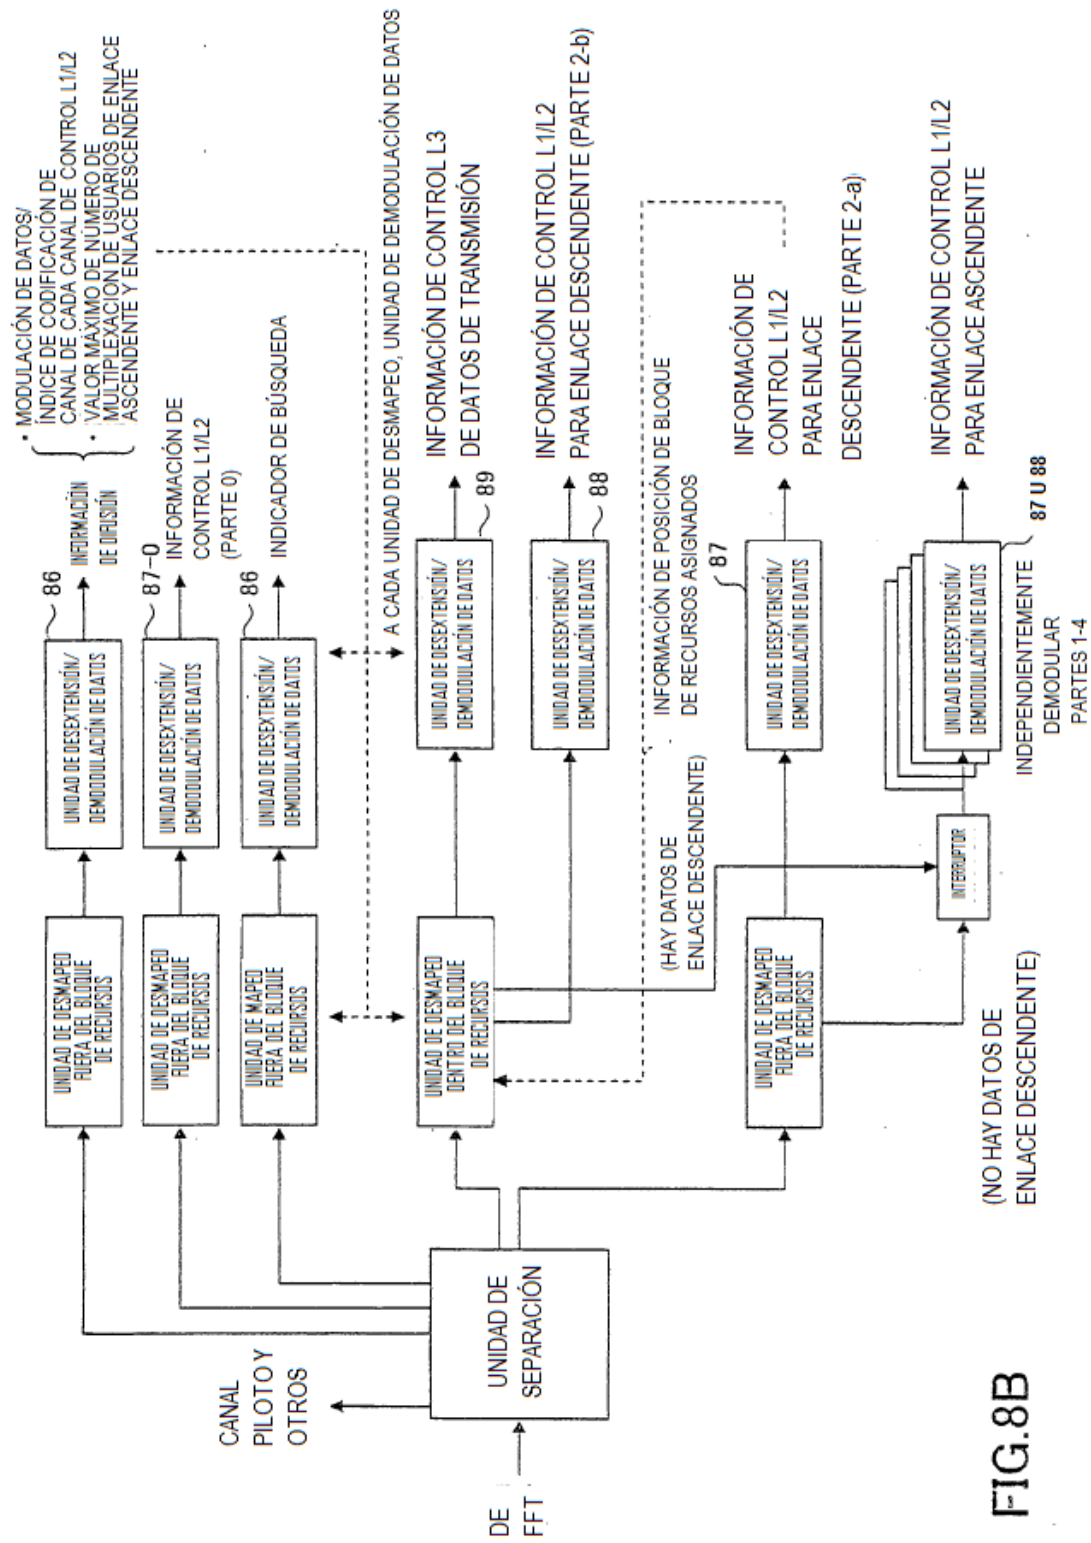 • MODULACIÓN DE DATOS/
ÍNDICE DE CODIFICACIÓN DE
CANAL DE CADA CANAL DE CONTROL L1/L2
• VALOR MÁXIMO DE NÚMERO DE
MULTIPLEXACION DE USUARIOS DE ENLACE
ASCENDENTE Y ENLACE DESCENDENTE
86
INFORMACIÓN
DE DIFUSIÓN
UNIDAD DE DESMAPEO
FUERA DEL BLOQUE
DE RECURSOS
UNIDAD DE DESEXTENSIÓN/
DEMODULACIÓN DE DATOS
87-0
INFORMACIÓN DE
CONTROL L1/L2
(PARTE 0)
UNIDAD DE DESMAPEO
FUERA DEL BLOQUE
DE RECURSOS
UNIDAD DE DESEXTENSIÓN/
DEMODULACIÓN DE DATOS
86
INDICADOR DE BÚSQUEDA
UNIDAD DE MAPEO
FUERA DEL BLOQUE
DE RECURSOS
UNIDAD DE DESEXTENSIÓN/
DEMODULACIÓN DE DATOS
A CADA UNIDAD DE DESMAPEO, UNIDAD DE DEMODULACIÓN DE DATOS
CANAL
PILOTO Y
OTROS
DE
FFT
UNIDAD DE
SEPARACIÓN
UNIDAD DE DESMAPEO
DENTRO DEL BLOQUE
DE RECURSOS
UNIDAD DE DESEXTENSIÓN/
DEMODULACIÓN DE DATOS
89
INFORMACIÓN DE CONTROL L3
DE DATOS DE TRANSMISIÓN
UNIDAD DE DESEXTENSIÓN/
DEMODULACIÓN DE DATOS
88
INFORMACIÓN DE CONTROL L1/L2
PARA ENLACE DESCENDENTE (PARTE 2-b)
INFORMACIÓN DE POSICIÓN DE BLOQUE
DE RECURSOS ASIGNADOS
(HAY DATOS DE
ENLACE DESCENDENTE)
87
UNIDAD DE DESMAPEO
FUERA DEL BLOQUE
DE RECURSOS
UNIDAD DE DESEXTENSIÓN/
DEMODULACIÓN DE DATOS
INFORMACIÓN DE
CONTROL L1/L2
PARA ENLACE
DESCENDENTE (PARTE 2-a)
INTERRUPTOR
UNIDAD DE DESEXTENSIÓN/
DEMODULACIÓN DE DATOS
INFORMACIÓN DE CONTROL L1/L2
PARA ENLACE ASCENDENTE
87 U 88
INDEPENDIENTEMENTE
DEMODULAR
PARTES 1-4
(NO HAY DATOS DE
ENLACE DESCENDENTE)
FIG.8B